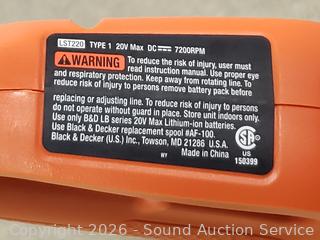 LST220 TYPE 1 20V Max DC 7200RPM
WARNING To reduce the risk of injury, user must
read instruction manual. Use proper eye
and respiratory protection. Keep away from rotating line. To
reduce risk of injury to persons remove battery pack before
replacing or adjusting line. To reduce the risk of injury to persons
do not operate without guard in place. Store unit indoors only.
Use only B&D LB series 20V Max Lithium-ion batteries.
Use Black & Decker replacement spool #AF-100.
Black & Decker (U.S.) Inc., Towson, MD 21286 U.S.A.
Made in China
US
150399
Copyright 2026 - Sound Auction Service